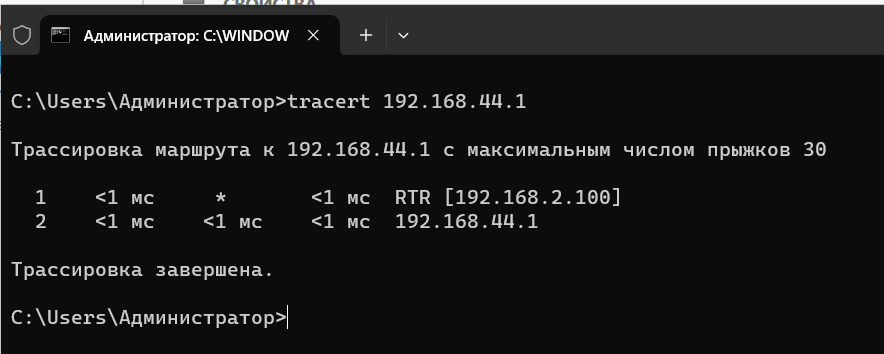 СВОЙСТВА
Администратор: C:\WINDOW
C:\Users\Администратор>tracert 192.168.44.1
Трассировка маршрута к 192.168.44.1 с максимальным числом прыжков 30
1 <1 мс * <1 мс RTR [192.168.2.100]
2 <1 мс <1 мс <1 мс 192.168.44.1
Трассировка завершена.
C:\Users\Администратор>